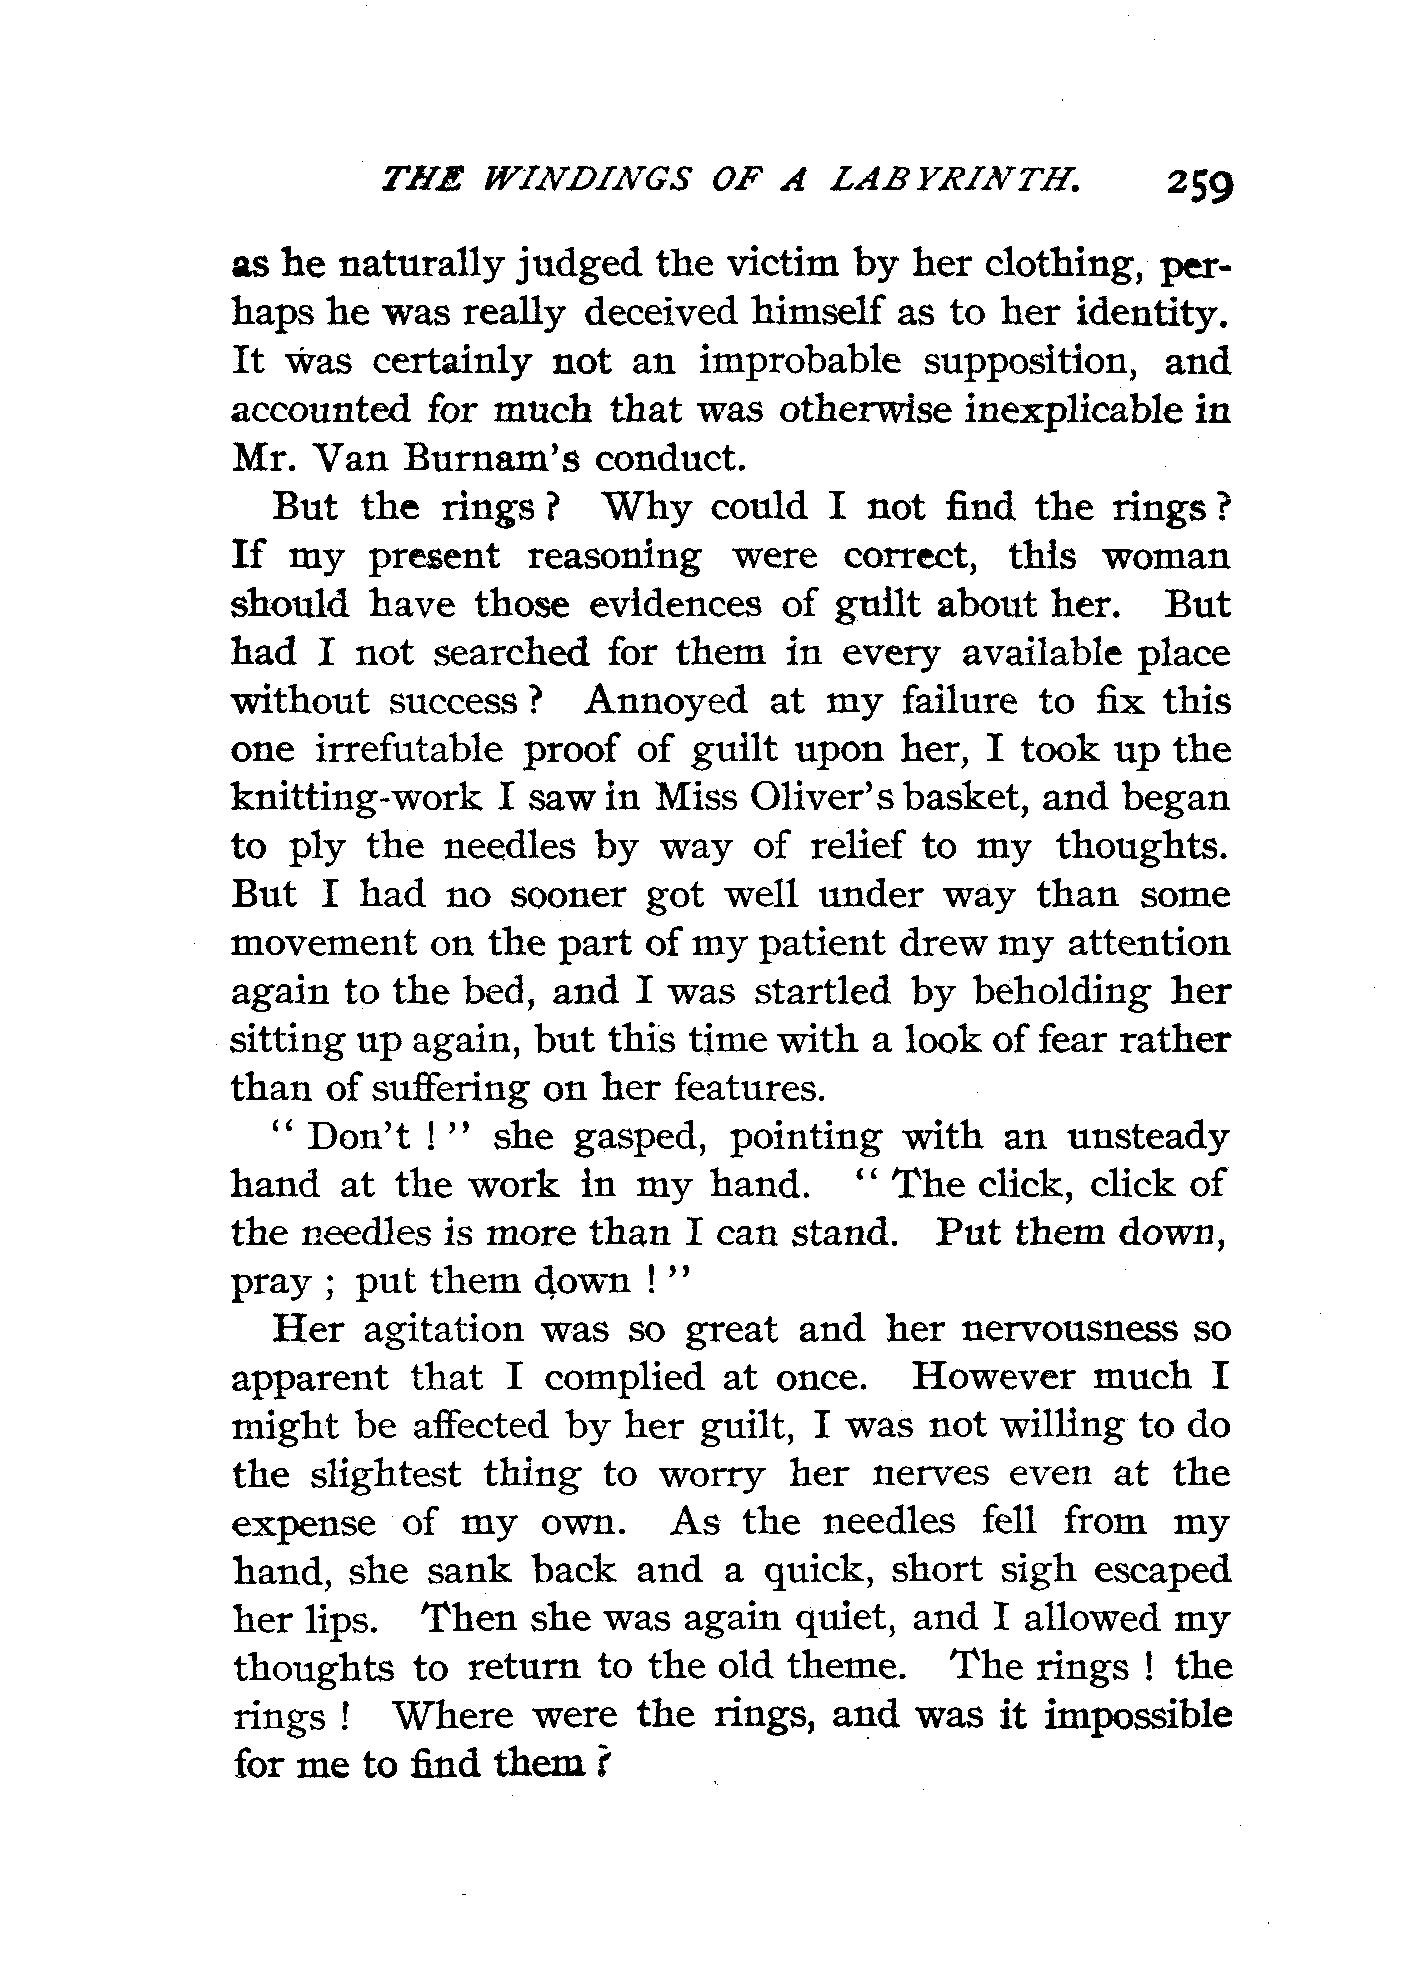 THE WINDINGS OF A LABYRINTH. 259
as he naturally judged the victim by her clothing, per-
haps he was really deceived himself as to her identity.
It was certainly not an improbable supposition, and
accounted for much that was otherwise inexplicable in
Mr. Van Burnam's conduct.
But the rings? Why could I not find the rings?
If my present reasoning were correct, this woman
should have those evidences of guilt about her. But
had I not searched for them in every available place
without success? Annoyed at my failure to fix this
one irrefutable proof of guilt upon her, I took up the
knitting-work I saw in Miss Oliver's basket, and began
to ply the needles by way of relief to my thoughts.
But I had no sooner got well under way than some
movement on the part of my patient drew my attention
again to the bed, and I was startled by beholding her
sitting up again, but this time with a look of fear rather
than of suffering on her features.
"Don't!" she gasped, pointing with an unsteady
hand at the work in my hand. "The click, click of
the needles is more than I can stand. Put them down,
pray; put them down!"
Her agitation was so great and her nervousness so
apparent that I complied at once. However much I
might be affected by her guilt, I was not willing to do
the slightest thing to worry her nerves even at the
expense of my own. As the needles fell from my
hand, she sank back and a quick, short sigh escaped
her lips. Then she was again quiet, and I allowed my
thoughts to return to the old theme. The rings! the
rings! Where were the rings, and was it impossible
for me to find them?